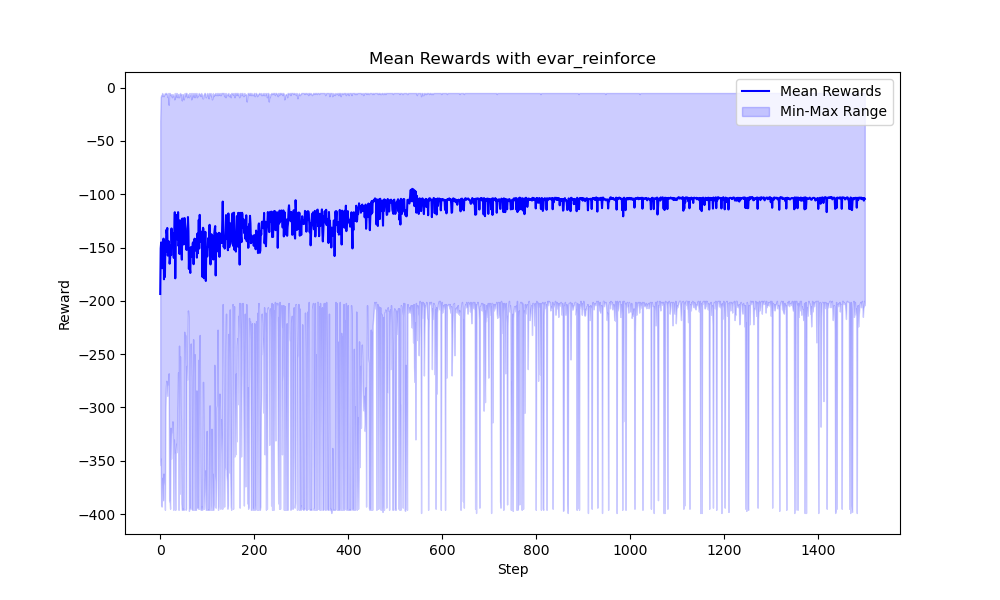 Mean Rewards with evar_reinforce
Mean Rewards
Min-Max Range
Reward
0
−50
−100
−150
−200
−250
−300
−350
−400
0 200 400 600 800 1000 1200 1400
Step